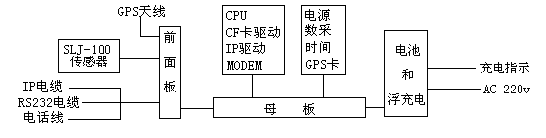 GPS天线
SLJ-100
传感器
IP电缆
RS232电缆
电话线
前
面
板
CPU
CF卡驱动
IP驱动
MODEM
电源
数采
时间
GPS卡
母 板
电池
和
浮充电
充电指示
AC 220v